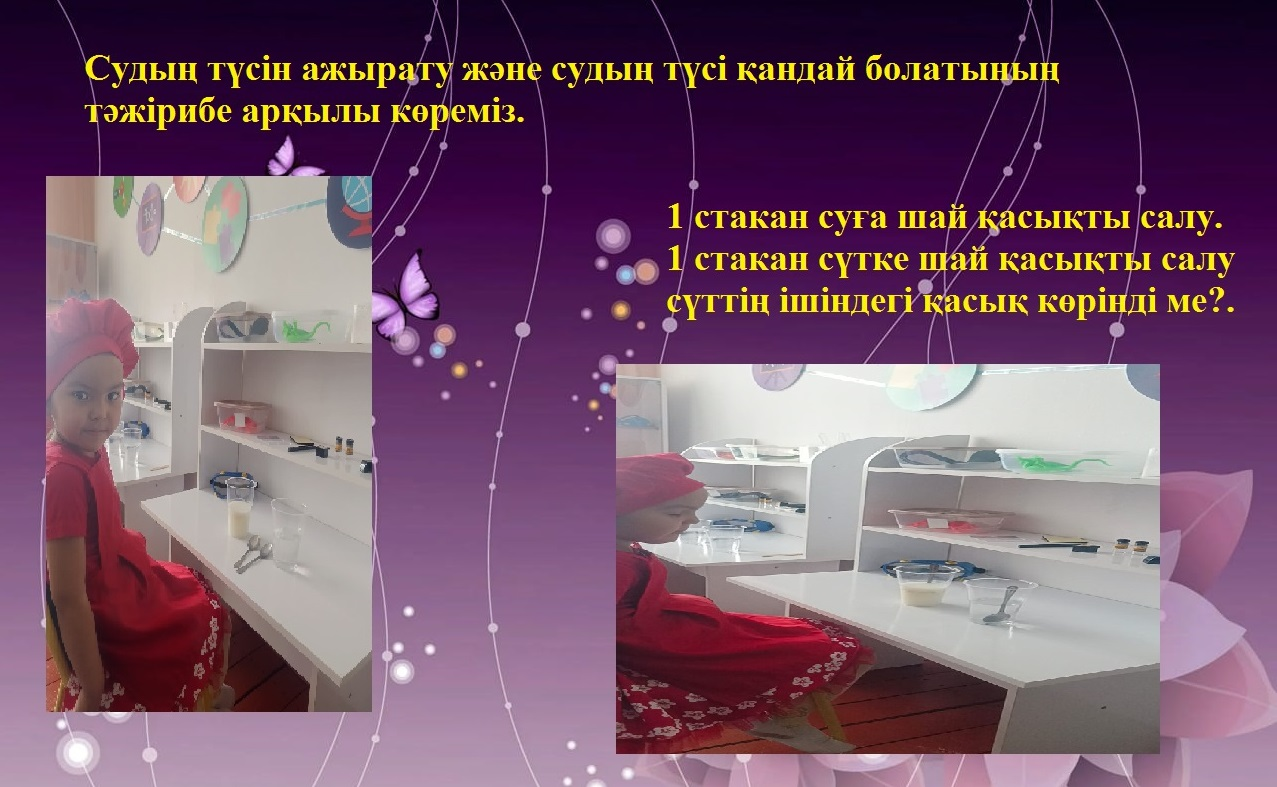 Судың түсін ажырату және судың түсі қандай болатының
тәжірибе арқылы көреміз.
1 стакан суға шай қасықты салу.
1 стакан сүтке шай қасықты салу
сүттің ішіндегі қасық көрінді ме?.